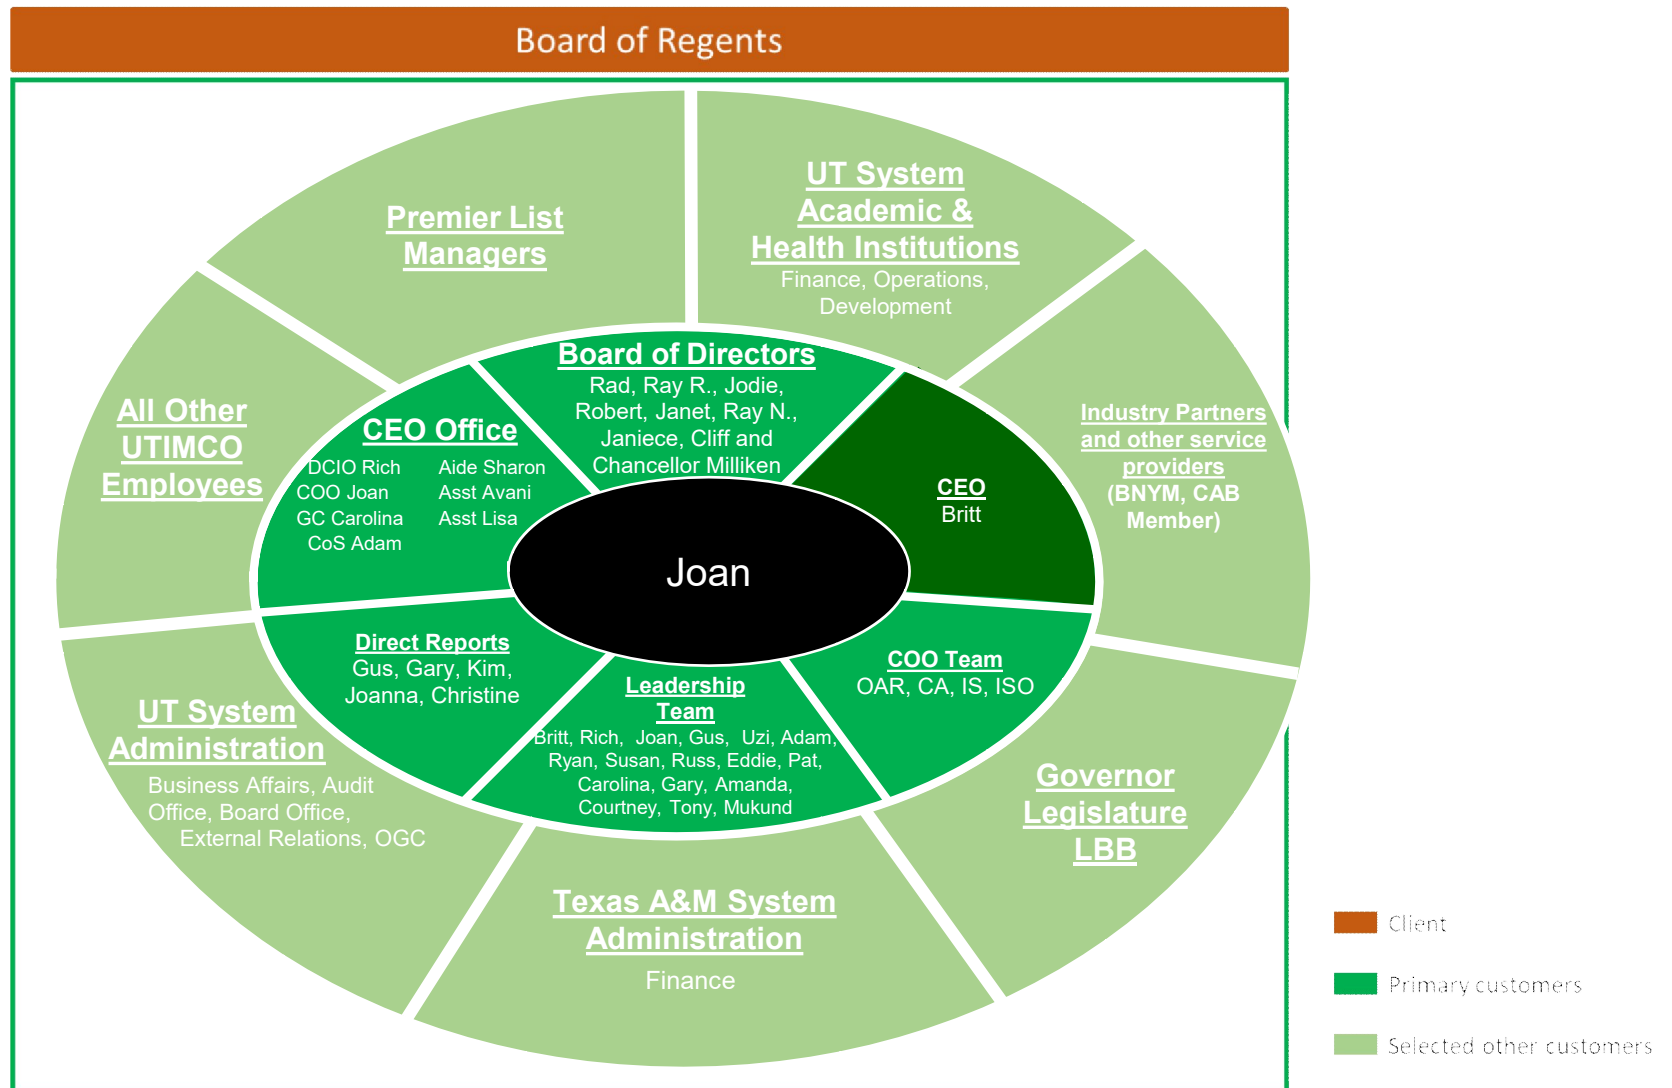 Board of Regents
Premier List
Managers
UT System
Academic &
Health Institutions
Finance, Operations,
Development
All Other
UTIMCO
Employees
Industry Partners
and other service
providers
(BNYM, CAB
Member)
Board of Directors
Rad, Ray R., Jodie,
Robert, Janet, Ray N.,
Janiece, Cliff and
Chancellor Milliken
CEO Office
DCIO Rich
COO Joan
GC Carolina
CoS Adam
Aide Sharon
Asst Avani
Asst Lisa
CEO
Britt
Joan
Direct Reports
Gus, Gary, Kim,
Joanna, Christine
Leadership
Team
Britt, Rich, Joan, Gus, Uzi, Adam,
Ryan, Susan, Russ, Eddie, Pat,
Carolina, Gary, Amanda,
Courtney, Tony, Mukund
COO Team
OAR, CA, IS, ISO
UT System
Administration
Business Affairs, Audit
Office, Board Office,
External Relations, OGC
Texas A&M System
Administration
Finance
Governor
Legislature
LBB
Client
Primary customers
Selected other customers